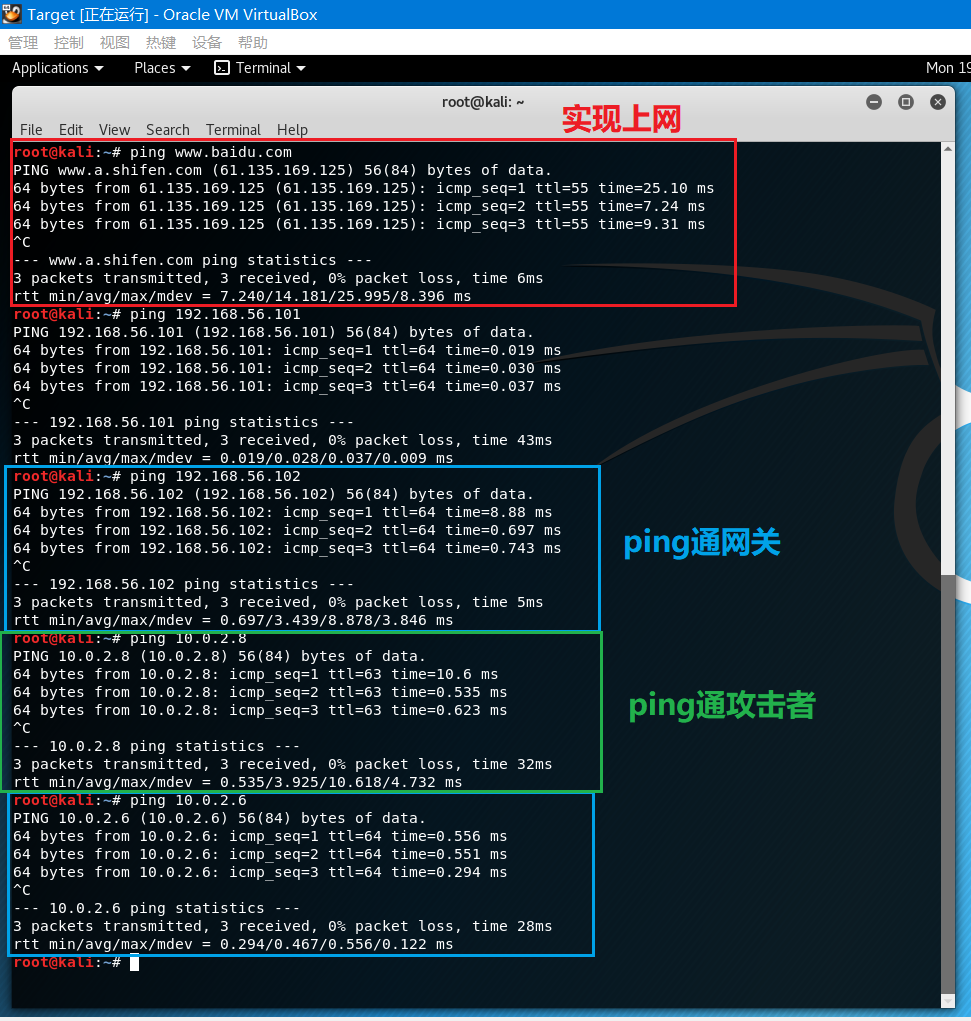 Target [正在运行] - Oracle VM VirtualBox
管理 控制 视图 热键 设备 帮助
Applications Places Terminal Mon 19
root@kali: ~
实现上网
File Edit View Search Terminal Help
root@kali:~# ping www.baidu.com
PING www.a.shifen.com (61.135.169.125) 56(84) bytes of data.
64 bytes from 61.135.169.125 (61.135.169.125): icmp_seq=1 ttl=55 time=25.10 ms
64 bytes from 61.135.169.125 (61.135.169.125): icmp_seq=2 ttl=55 time=7.24 ms
64 bytes from 61.135.169.125 (61.135.169.125): icmp_seq=3 ttl=55 time=9.31 ms
^C
--- www.a.shifen.com ping statistics ---
3 packets transmitted, 3 received, 0% packet loss, time 6ms
rtt min/avg/max/mdev = 7.240/14.181/25.995/8.396 ms
root@kali:~# ping 192.168.56.101
PING 192.168.56.101 (192.168.56.101) 56(84) bytes of data.
64 bytes from 192.168.56.101: icmp_seq=1 ttl=64 time=0.019 ms
64 bytes from 192.168.56.101: icmp_seq=2 ttl=64 time=0.030 ms
64 bytes from 192.168.56.101: icmp_seq=3 ttl=64 time=0.037 ms
^C
--- 192.168.56.101 ping statistics ---
3 packets transmitted, 3 received, 0% packet loss, time 43ms
rtt min/avg/max/mdev = 0.019/0.028/0.037/0.009 ms
root@kali:~# ping 192.168.56.102
PING 192.168.56.102 (192.168.56.102) 56(84) bytes of data.
64 bytes from 192.168.56.102: icmp_seq=1 ttl=64 time=8.88 ms
64 bytes from 192.168.56.102: icmp_seq=2 ttl=64 time=0.697 ms
64 bytes from 192.168.56.102: icmp_seq=3 ttl=64 time=0.743 ms
ping通网关
^C
--- 192.168.56.102 ping statistics ---
3 packets transmitted, 3 received, 0% packet loss, time 5ms
rtt min/avg/max/mdev = 0.697/3.439/8.878/3.846 ms
root@kali:~# ping 10.0.2.8
PING 10.0.2.8 (10.0.2.8) 56(84) bytes of data.
64 bytes from 10.0.2.8: icmp_seq=1 ttl=63 time=10.6 ms
64 bytes from 10.0.2.8: icmp_seq=2 ttl=63 time=0.535 ms
64 bytes from 10.0.2.8: icmp_seq=3 ttl=63 time=0.623 ms
ping通攻击者
^C
--- 10.0.2.8 ping statistics ---
3 packets transmitted, 3 received, 0% packet loss, time 32ms
rtt min/avg/max/mdev = 0.535/3.925/10.618/4.732 ms
root@kali:~# ping 10.0.2.6
PING 10.0.2.6 (10.0.2.6) 56(84) bytes of data.
64 bytes from 10.0.2.6: icmp_seq=1 ttl=64 time=0.556 ms
64 bytes from 10.0.2.6: icmp_seq=2 ttl=64 time=0.551 ms
64 bytes from 10.0.2.6: icmp_seq=3 ttl=64 time=0.294 ms
^C
--- 10.0.2.6 ping statistics ---
3 packets transmitted, 3 received, 0% packet loss, time 28ms
rtt min/avg/max/mdev = 0.294/0.467/0.556/0.122 ms
root@kali:~#